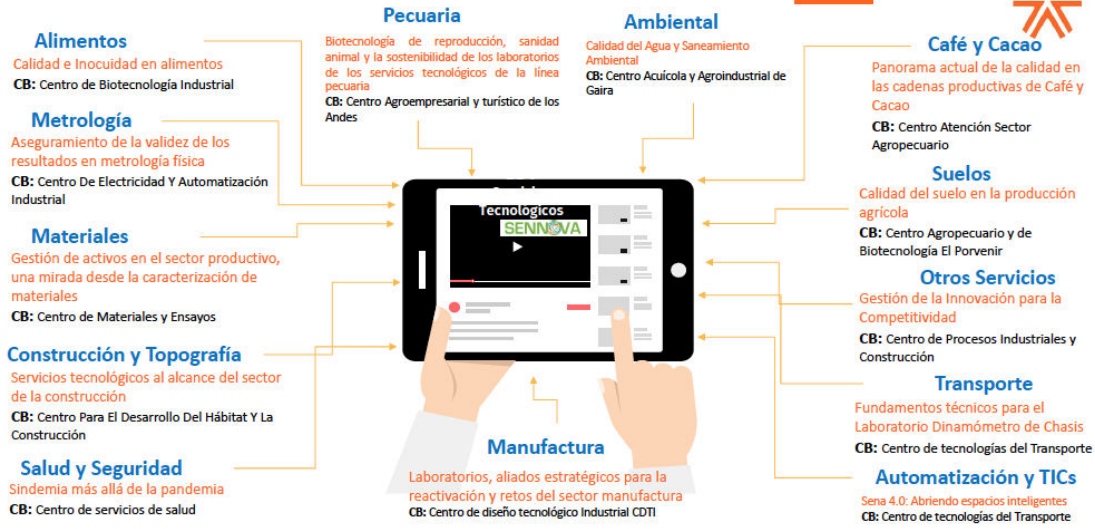 Alimentos
Calidad e Inocuidad en alimentos
CB: Centro de Biotecnología Industrial
Metrología
Aseguramiento de la validez de los
resultados en metrología física
CB: Centro De Electricidad Y Automatización
Industrial
Materiales
Gestión de activos en el sector productivo,
una mirada desde la caracterización de
materiales
CB: Centro de Materiales y Ensayos
Construcción y Topografía
Servicios tecnológicos al alcance del sector
de la construcción
CB: Centro Para El Desarrollo Del Hábitat Y La
Construcción
Salud y Seguridad
Sindemia más allá de la pandemia
CB: Centro de servicios de salud
Pecuaria
Biotecnología de reproducción, sanidad
animal y la sostenibilidad de los laboratorios
de los servicios tecnológicos de la línea
pecuaria
CB: Centro Agroempresarial y turístico de los
Andes
Ambiental
Calidad del Agua y Saneamiento
Ambiental
CB: Centro Acuícola y Agroindustrial de
Gaira
Tecnológicos
SENNOVA
Manufactura
Laboratorios, aliados estratégicos para la
reactivación y retos del sector manufactura
CB: Centro de diseño tecnológico Industrial CDTI
Café y Cacao
Panorama actual de la calidad en
las cadenas productivas de Café y
Cacao
CB: Centro Atención Sector
Agropecuario
Suelos
Calidad del suelo en la producción
agrícola
CB: Centro Agropecuario y de
Biotecnología El Porvenir
Otros Servicios
Gestión de la Innovación para la
Competitividad
CB: Centro de Procesos Industriales y
Construcción
Transporte
Fundamentos técnicos para el
Laboratorio Dinamómetro de Chasis
CB: Centro de tecnologías del Transporte
Automatización y TICs
Sena 4.0: Abriendo espacios inteligentes
CB: Centro de tecnologías del Transporte